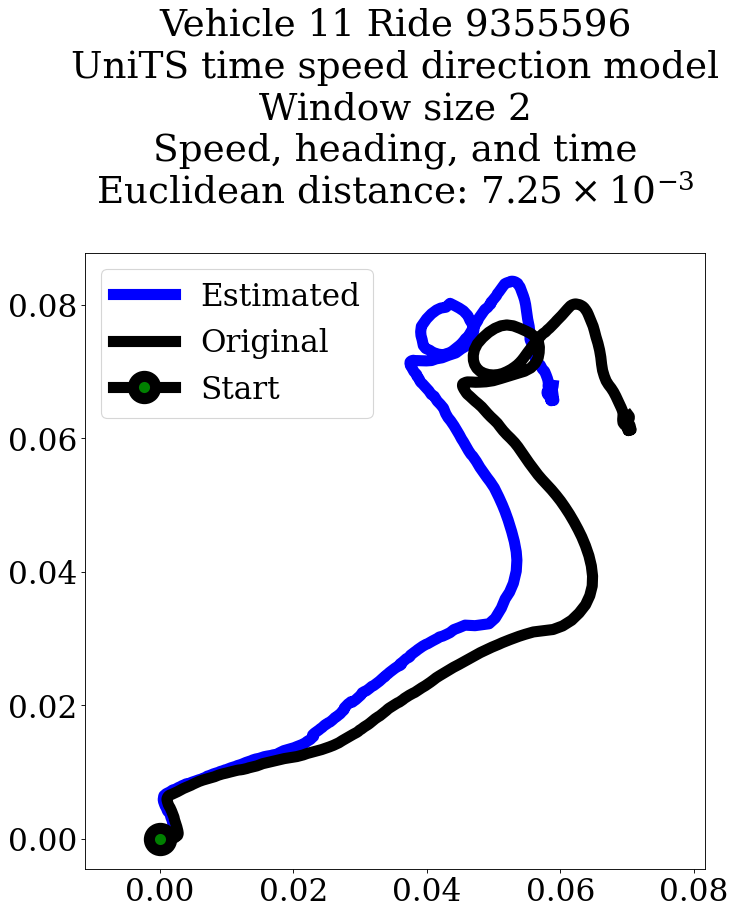 Vehicle 11 Ride 9355596
UniTS time speed direction model
Window size 2
Speed, heading, and time
Euclidean distance: 7.25 × 10⁻³
Estimated
Original
Start
0.08
0.06
0.04
0.02
0.00
0.00 0.02 0.04 0.06 0.08